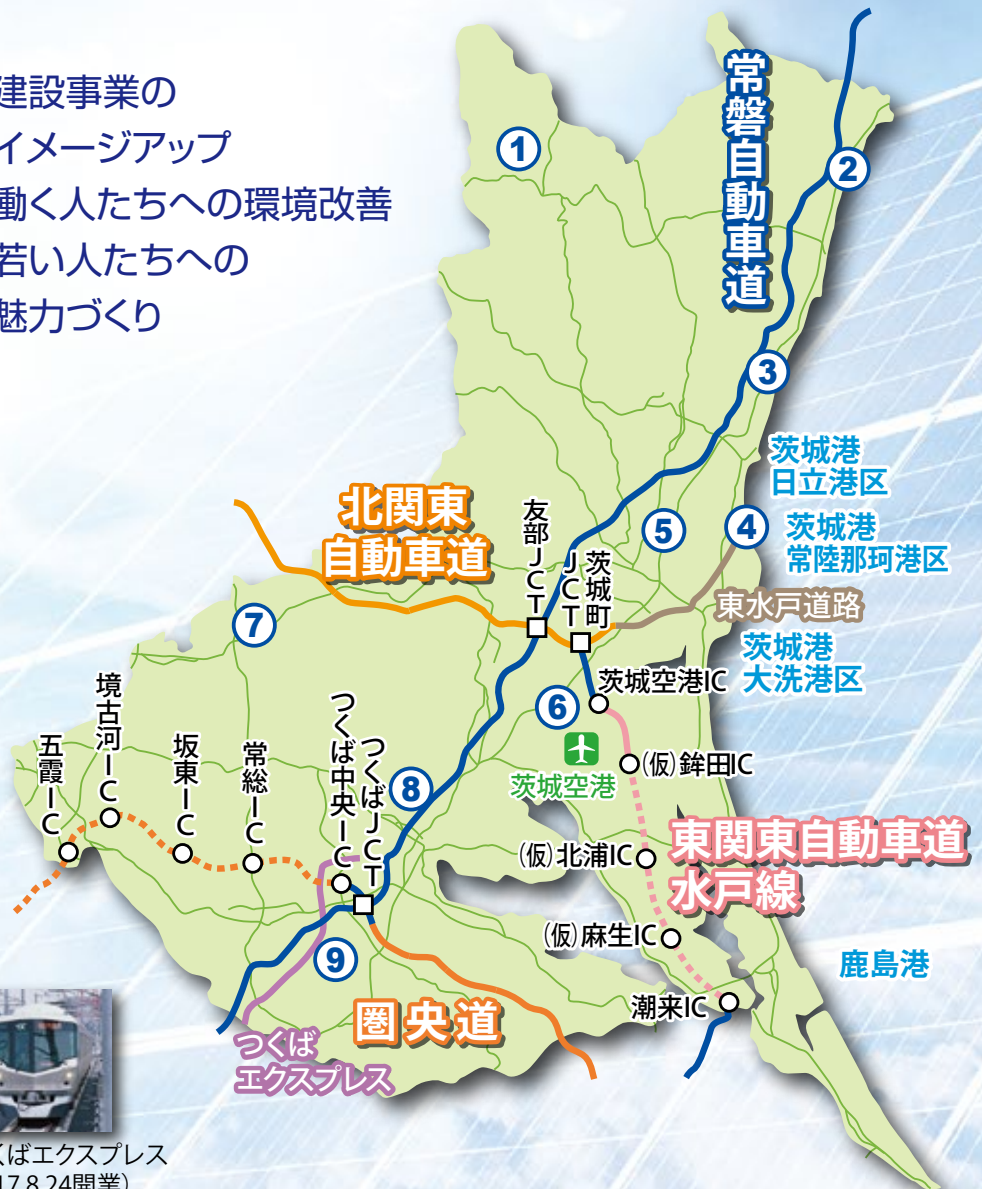 建設事業の
イメージアップ
働く人たちへの環境改善
若い人たちへの
魅力づくり
①
常磐自動車道
②
③
茨城港
日立港区
北関東
自動車道
友部JCT
茨城町
JCT
⑤
④
茨城港
常陸那珂港区
東水戸道路
⑦
茨城港
大洗港区
茨城空港IC
⑥
茨城空港
(仮)鉾田IC
五霞IC
境古河IC
坂東IC
常総IC
つくば中央IC
つくばJCT
⑧
(仮)北浦IC
東関東自動車道
水戸線
(仮)麻生IC
⑨
鹿島港
潮来IC
圏央道
つくば
エクスプレス
くばエクスプレス
17.8.24開業)